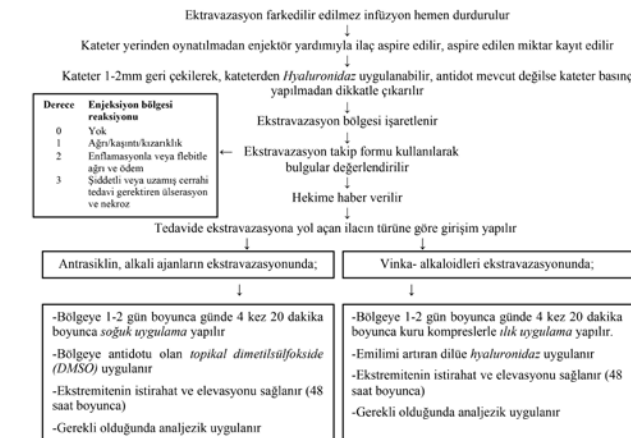 Ektravazasyon farkedilir edilmez infüzyon hemen durdurulur
↓
Kateter yerinden oynatılmadan enjektör yardımıyla ilaç aspire edilir, aspire edilen miktar kayıt edilir
↓
Kateter 1-2mm geri çekilerek, kateterden Hyaluronidaz uygulanabilir, antidot mevcut değilse kateter basınç
yapılmadan dikkatle çıkarılır
↓
Ekstravazasyon bölgesi işaretlenir
↓
Derece Enjeksiyon bölgesi
reaksiyonu
0 Yok
1 Ağrı/kaşıntı/kızarıklık
2 Enflamasyonla veya flebitle
ağrı ve ödem
3 Şiddetli veya uzamış cerrahi
tedavi gerektiren ülserasyon
ve nekroz
← Ekstravazasyon takip formu kullanılarak
bulgular değerlendirilir
↓
Hekime haber verilir
↓
Tedavide ekstravazasyona yol açan ilacın türüne göre girişim yapılır
↓ ↓
Antrasiklin, alkali ajanların ekstravazasyonunda;
↓
-Bölgeye 1-2 gün boyunca günde 4 kez 20 dakika
boyunca soğuk uygulama yapılır
-Bölgeye antidotu olan topikal dimetilsülfokside
(DMSO) uygulanır
-Ekstremitenin istirahat ve elevasyonu sağlanır (48
saat boyunca)
-Gerekli olduğunda analjezik uygulanır
Vinka- alkaloidleri ekstravazasyonunda;
↓
-Bölgeye 1-2 gün boyunca günde 4 kez 20 dakika
boyunca kuru kompreslerle ılık uygulama yapılır.
-Emilimi artıran dilüe hyaluronidaz uygulanır
-Ekstremitenin istirahat ve elevasyonu sağlanır (48
saat boyunca)
-Gerekli olduğunda analjezik uygulanır